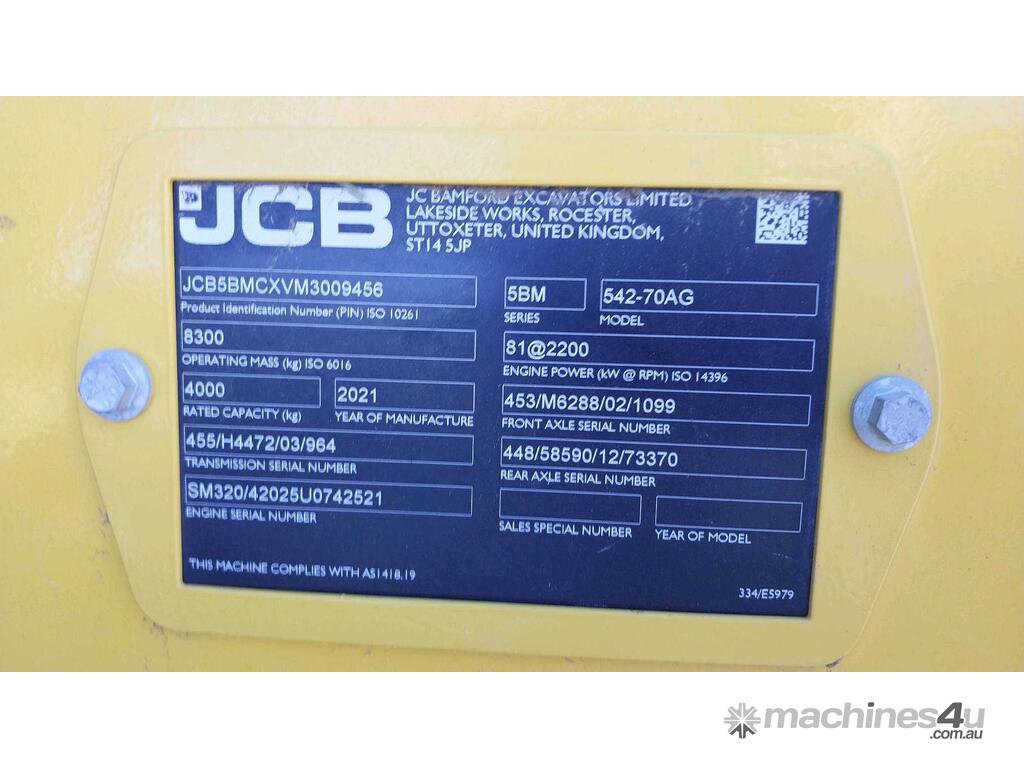 JCB
JC BAMFORD EXCAVATORS LIMITED
LAKESIDE WORKS, ROCESTER,
UTTOXETER, UNITED KINGDOM,
ST14 5JP
JCB5BMCXVM3009456
Product Identification Number (PIN) ISO 10261
5BM
SERIES
542-70AG
MODEL
8300
OPERATING MASS (kg) ISO 6016
81@2200
ENGINE POWER (kW @ RPM) ISO 14396
4000
RATED CAPACITY (kg)
2021
YEAR OF MANUFACTURE
453/M6288/02/1099
FRONT AXLE SERIAL NUMBER
455/H4472/03/964
TRANSMISSION SERIAL NUMBER
448/58590/12/73370
REAR AXLE SERIAL NUMBER
SM320/42025U0742521
ENGINE SERIAL NUMBER
SALES SPECIAL NUMBER
YEAR OF MODEL
THIS MACHINE COMPLIES WITH AS1418.19
334/E5979
machines4u
.com.au